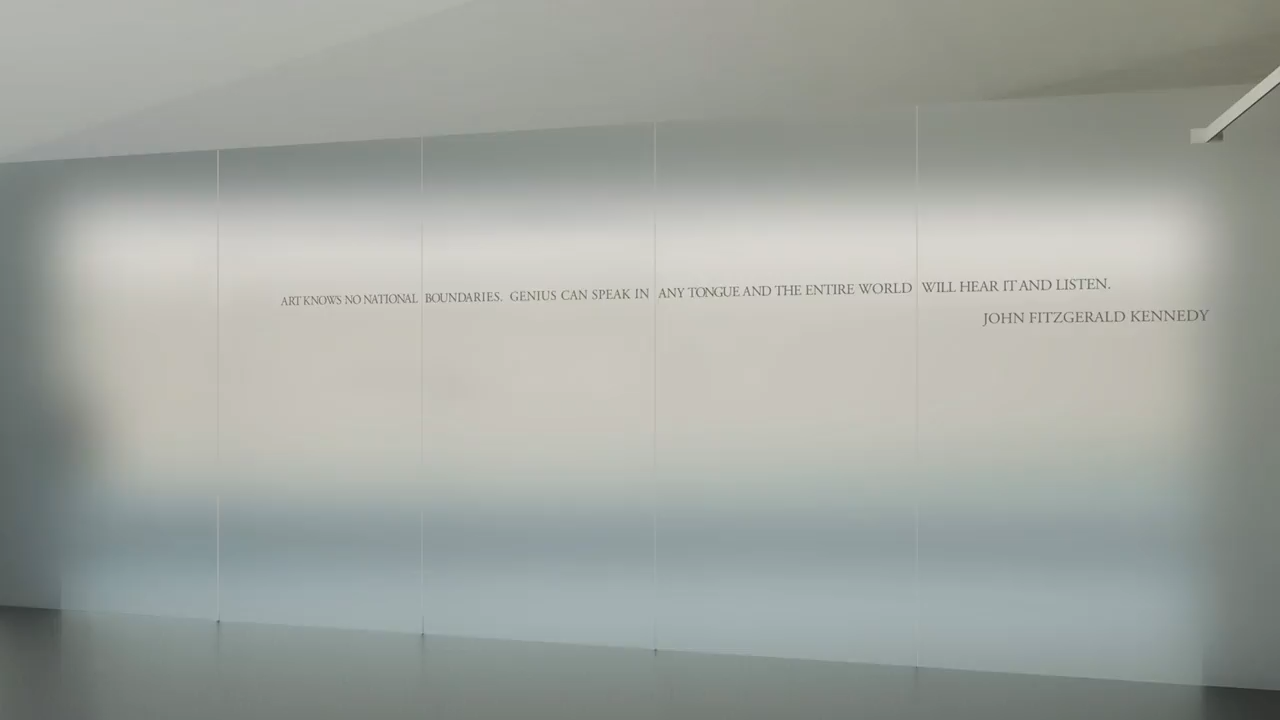 ART KNOWS NO NATIONAL BOUNDARIES. GENIUS CAN SPEAK IN ANY TONGUE AND THE ENTIRE WORLD WILL HEAR IT AND LISTEN.
JOHN FITZGERALD KENNEDY